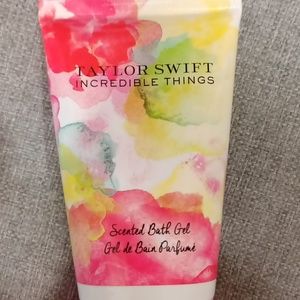 TAYLOR SWIFT
INCREDIBLE THINGS
Scented Bath Gel
Gel de Bain Parfumé